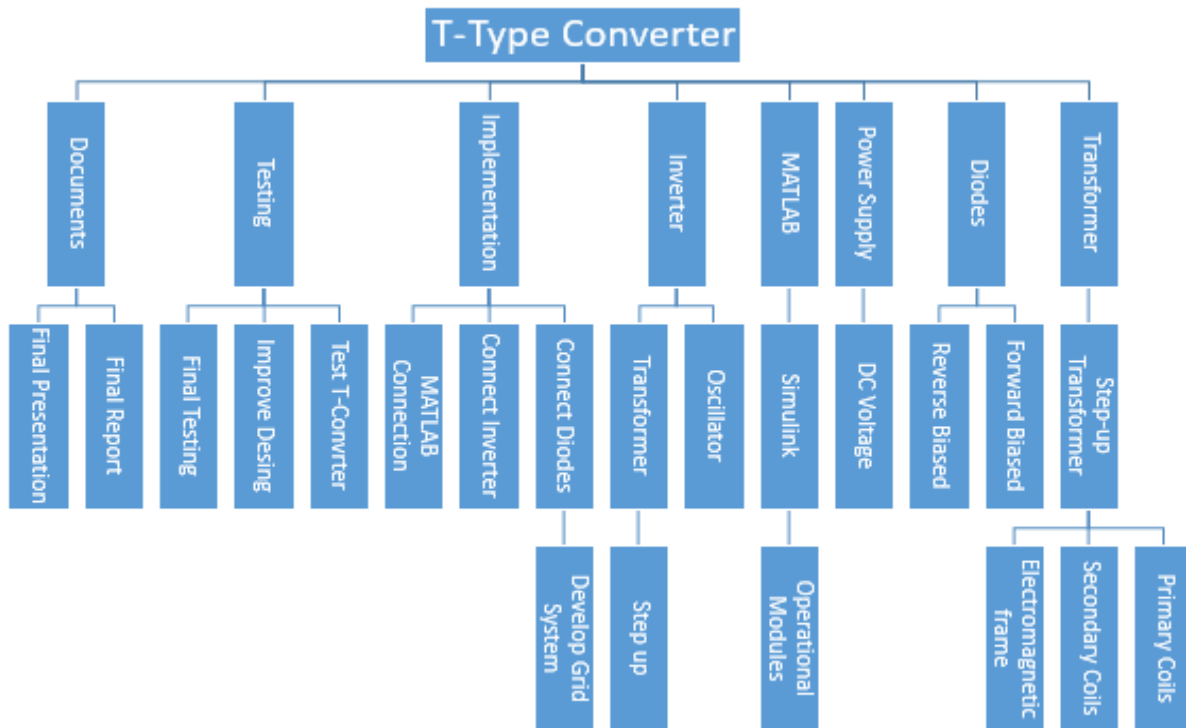 T-Type Converter
Documents
Testing
Implementation
Inverter
MATLAB
Power Supply
Diodes
Transformer
Final Presentation
Final Report
Final Testing
Improve Desing
Test T-Convrter
MATLAB
Connection
Connect Inverter
Connect Diodes
Transformer
Oscillator
Simulink
DC Voltage
Reverse Biased
Forward Biased
Step-up
Transformer
Develop Grid
System
Step up
Operational
Modules
Electromagnetic
frame
Secondary Coils
Primary Coils